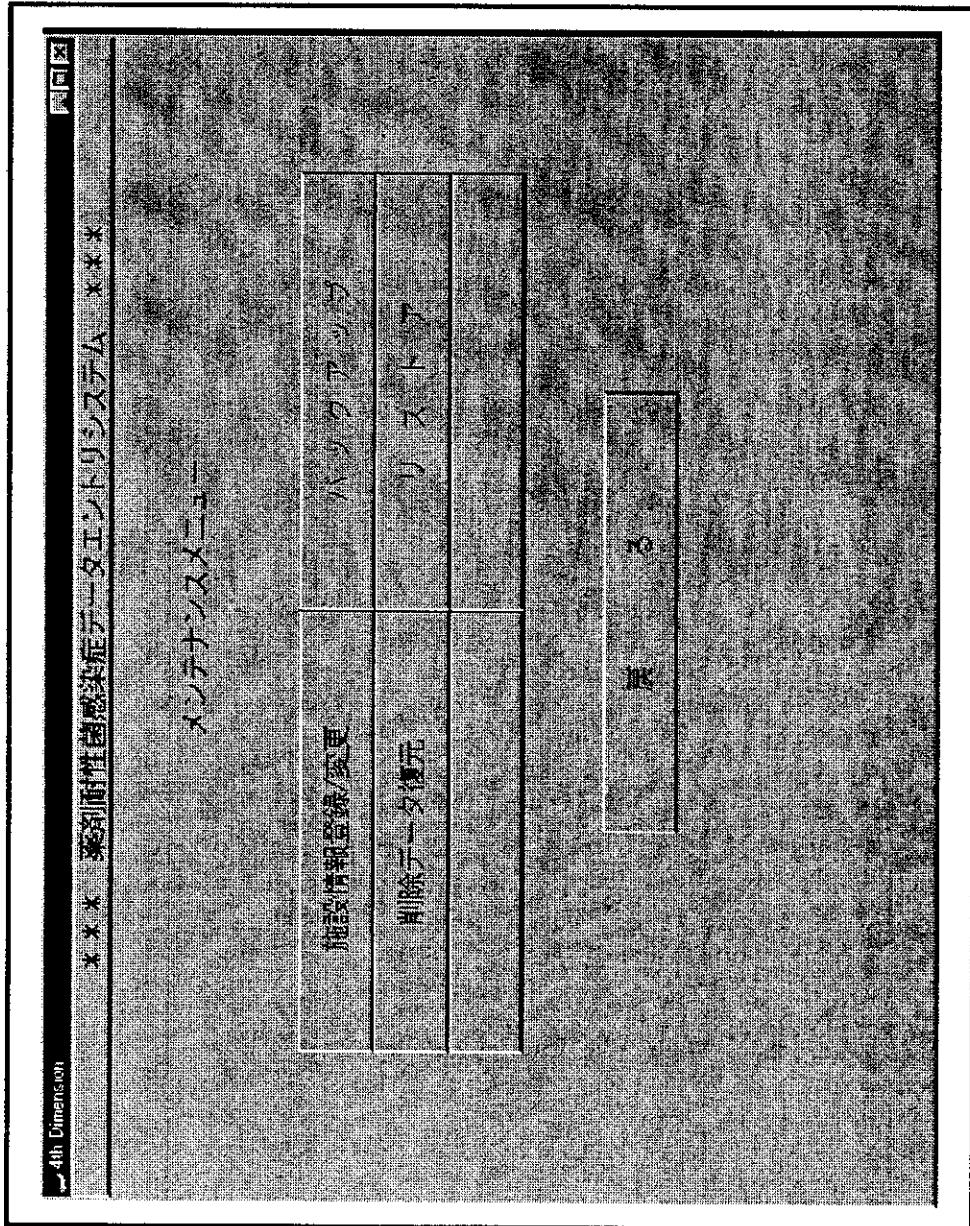 4th Dimension
*** 薬剤耐性菌感染症データエントリシステム ***
メンテナンスメニュー
施設情報登録/変更 バックアップ
削除データ復元 リストア
戻る